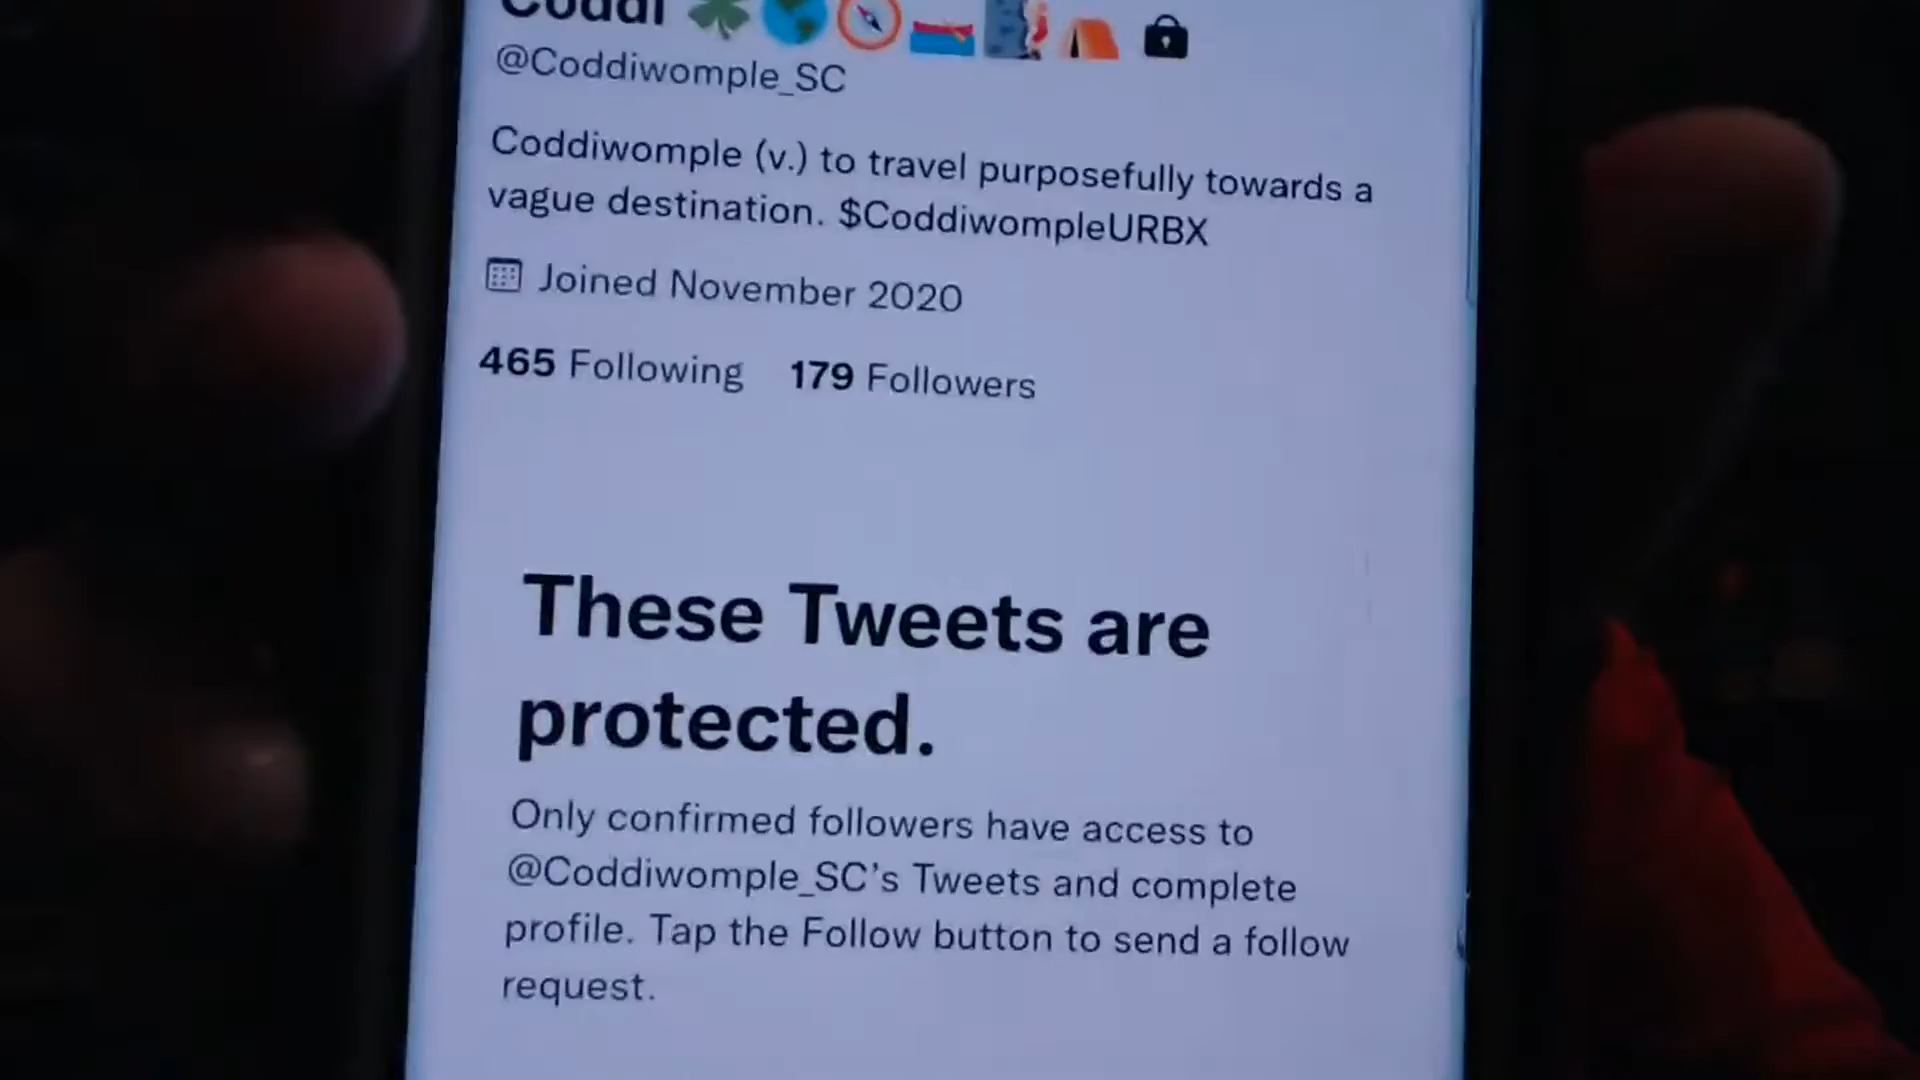 Coddi
@Coddiwomple_SC
Coddiwomple (v.) to travel purposefully towards a
vague destination. $CoddiwompleURBX
Joined November 2020
465 Following 179 Followers
These Tweets are
protected.
Only confirmed followers have access to
@Coddiwomple_SC's Tweets and complete
profile. Tap the Follow button to send a follow
request.